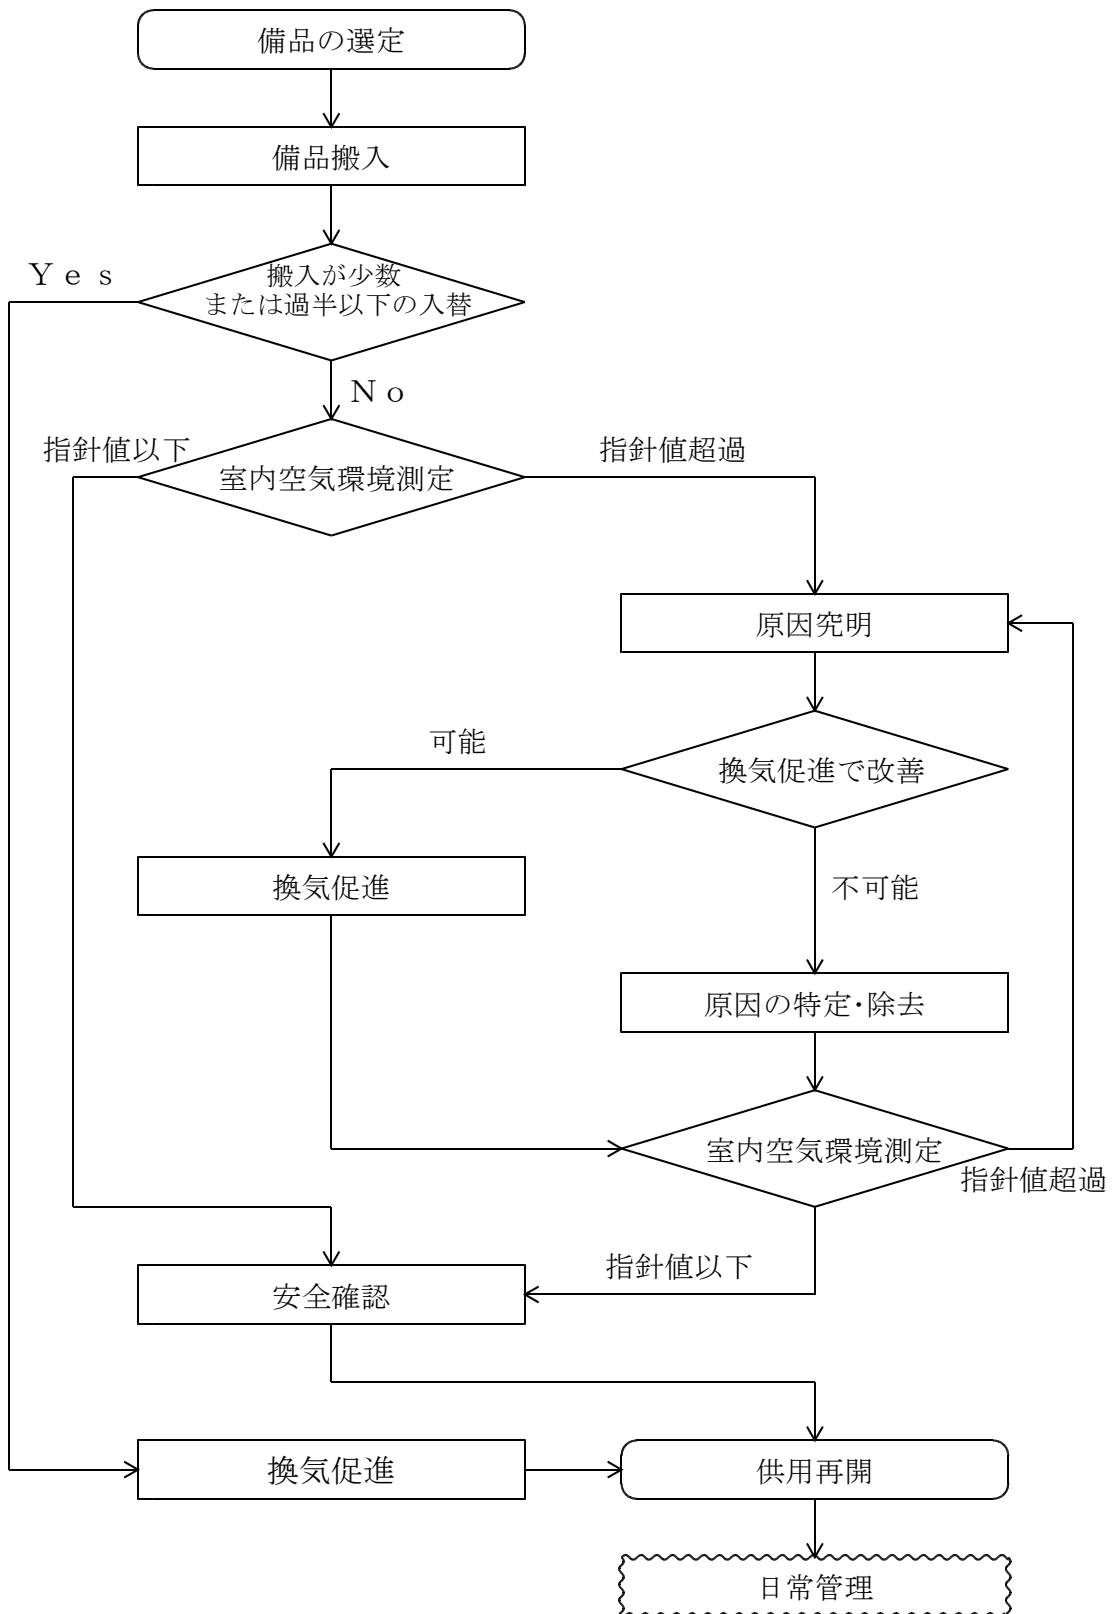 備品の選定
備品搬入
Ｙｅｓ
搬入が少数
または過半以下の入替
Ｎｏ
指針値以下
室内空気環境測定
指針値超過
原因究明
可能
換気促進で改善
換気促進
不可能
原因の特定･除去
室内空気環境測定
指針値超過
指針値以下
安全確認
換気促進
供用再開
日常管理